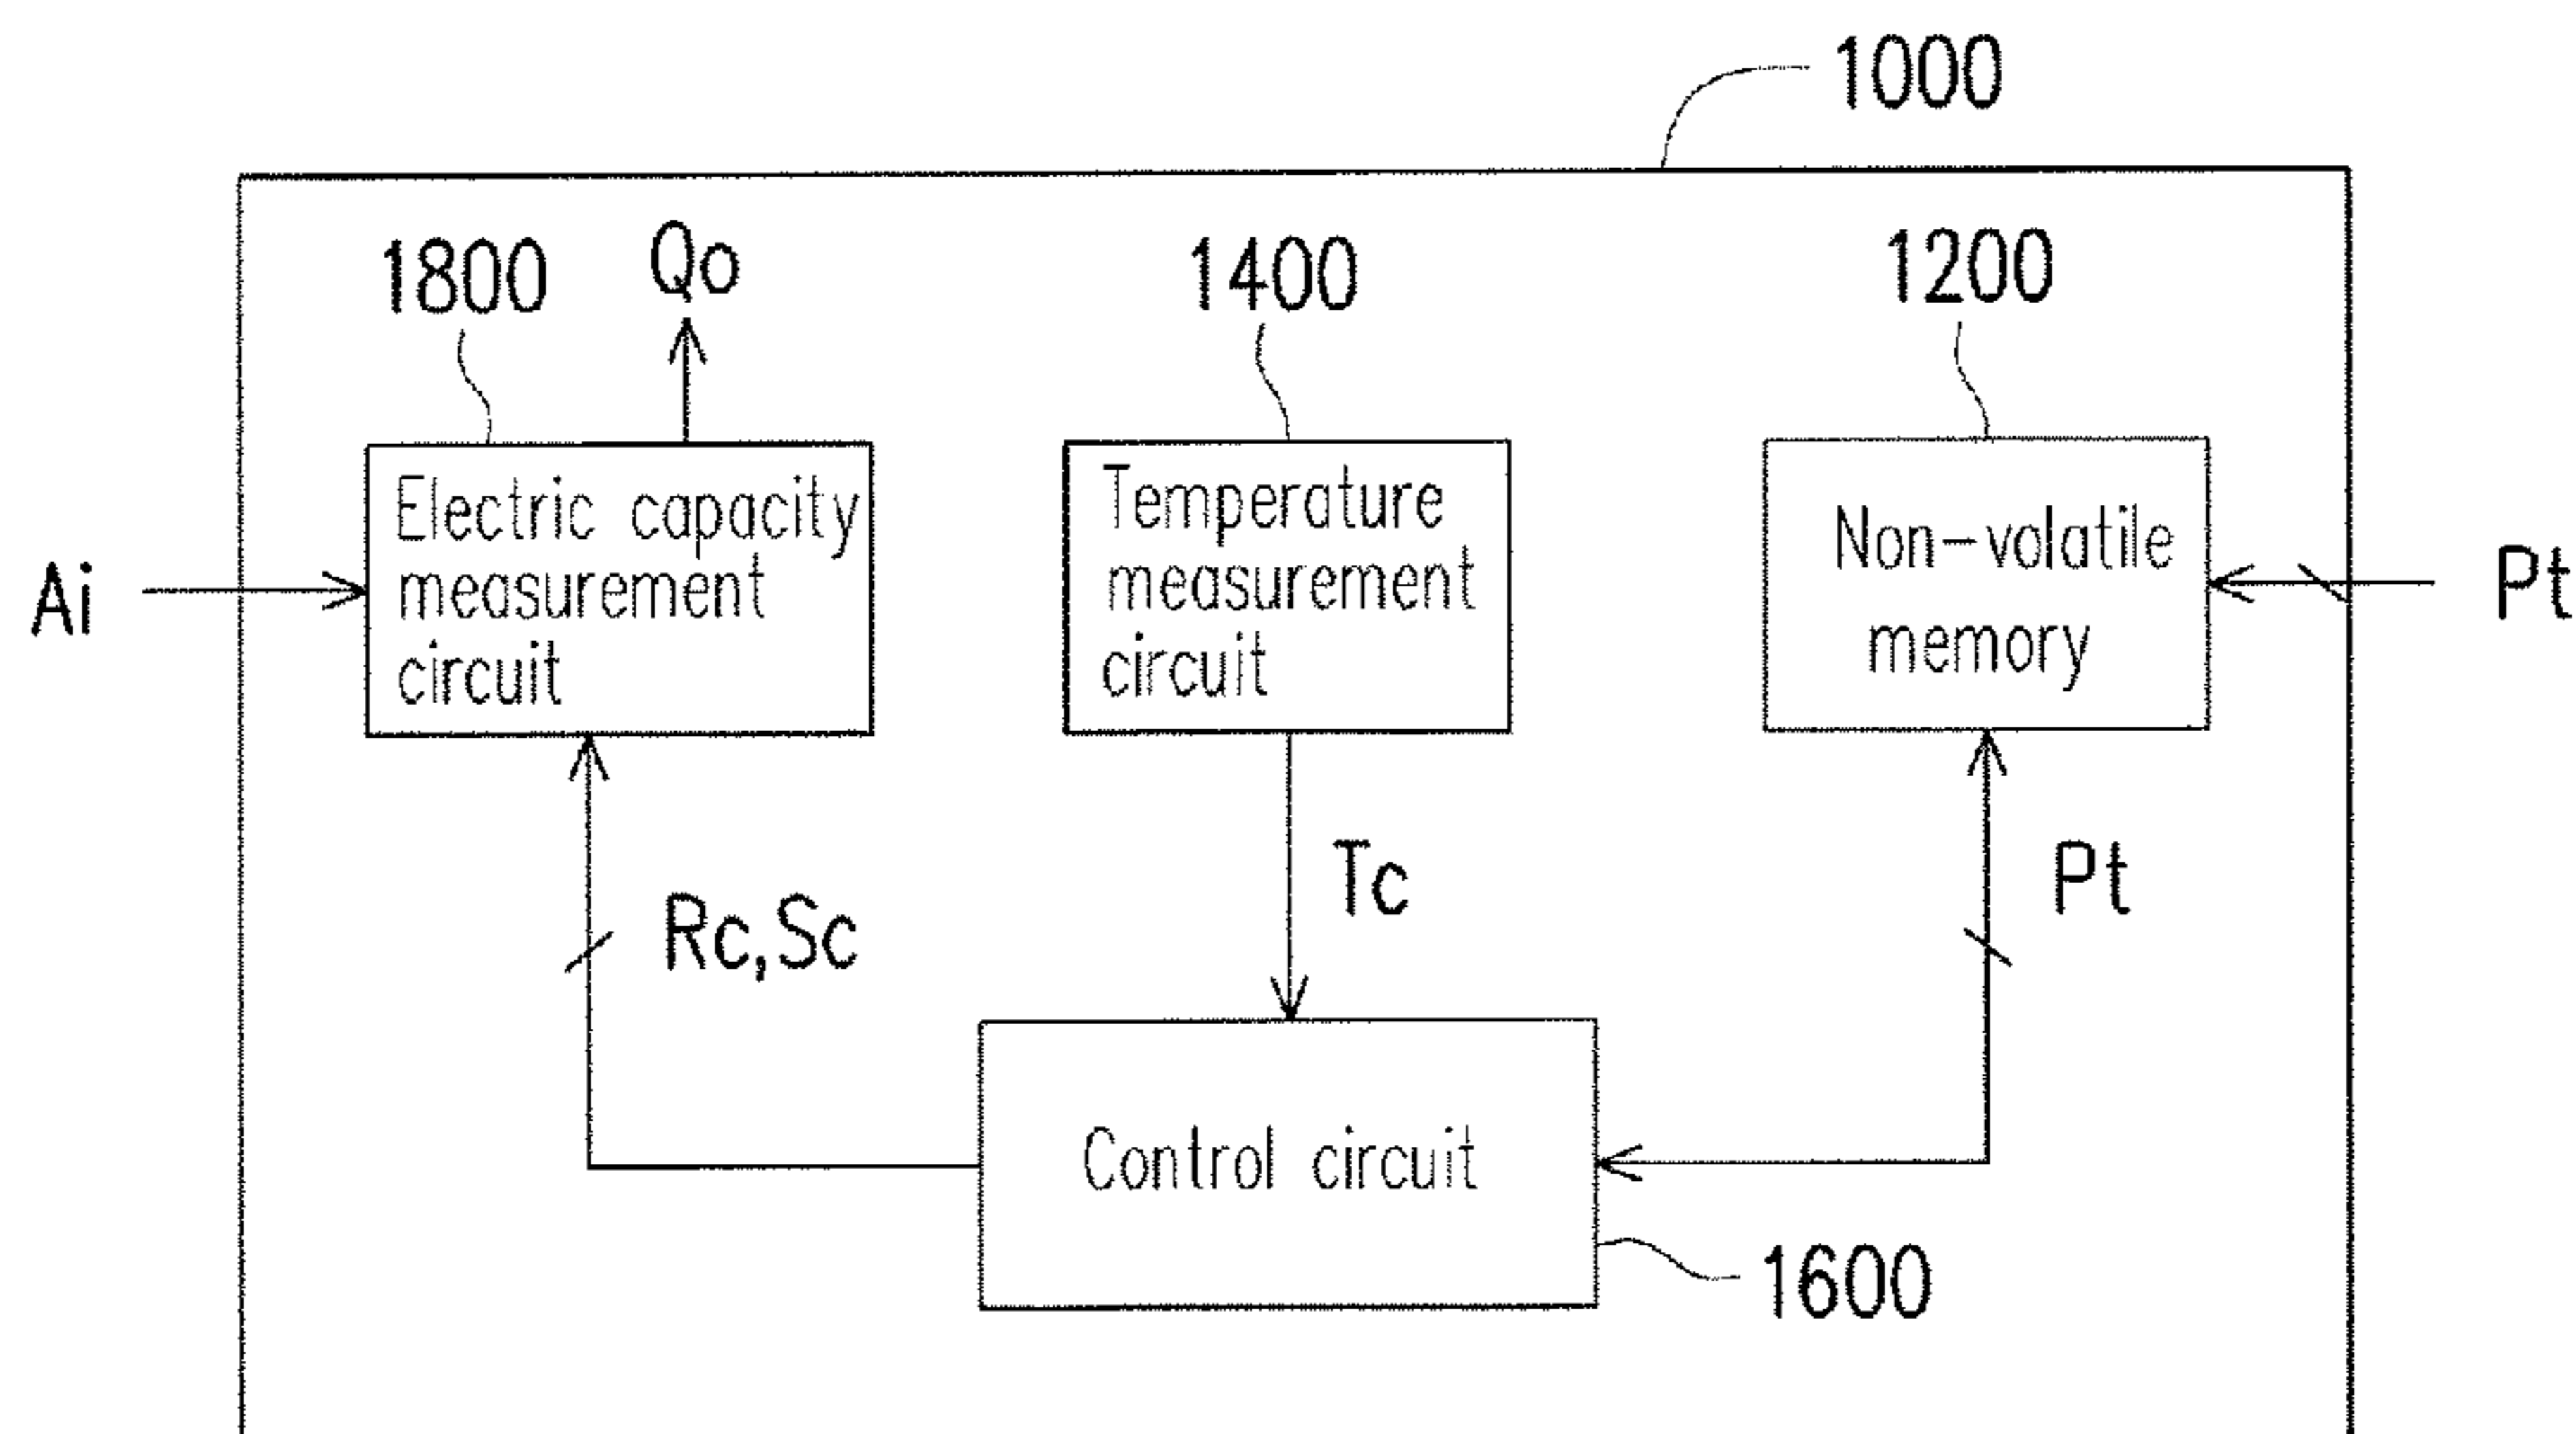 1000
1800
Qo
1400
1200
Electric capacity
measurement
circuit
Temperature
measurement
circuit
Non-volatile
memory
Ai
Pt
Rc,Sc
Tc
Pt
Control circuit
1600